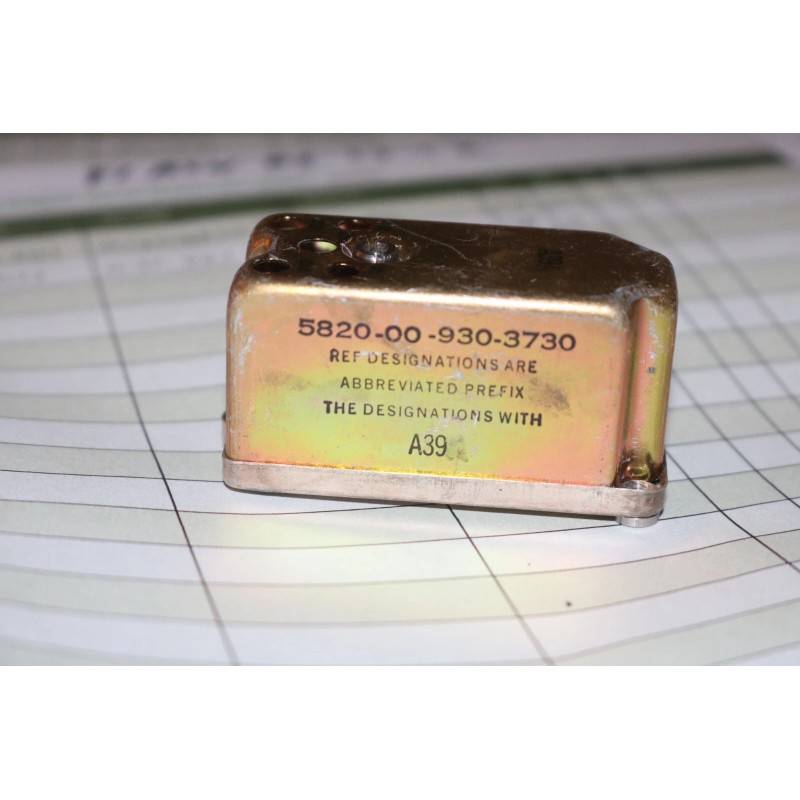 5820-00-930-3730
REF DESIGNATIONS ARE
ABBREVIATED PREFIX
THE DESIGNATIONS WITH
A39